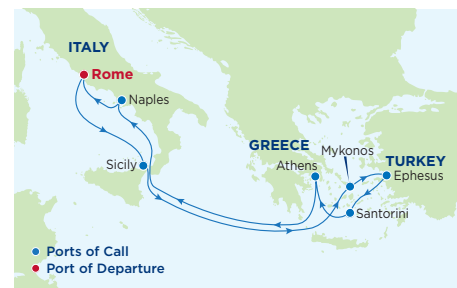 ITALY
Rome
Naples
Sicily
GREECE
Mykonos
Athens
TURKEY
Ephesus
Santorini
Ports of Call
Port of Departure